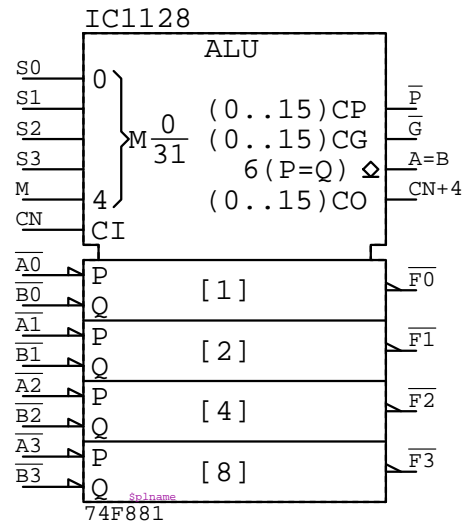 IC1128
ALU
S0
S1
S2
S3
M
CN
0
4
M 0/31
CI
(0..15)CP
(0..15)CG
6(P=Q)
(0..15)CO
P
G
A=B
CN+4
A0
B0
A1
B1
A2
B2
A3
B3
P
Q
P
Q
P
Q
P
Q
[1]
[2]
[4]
[8]
F0
F1
F2
F3
$plname
74F881